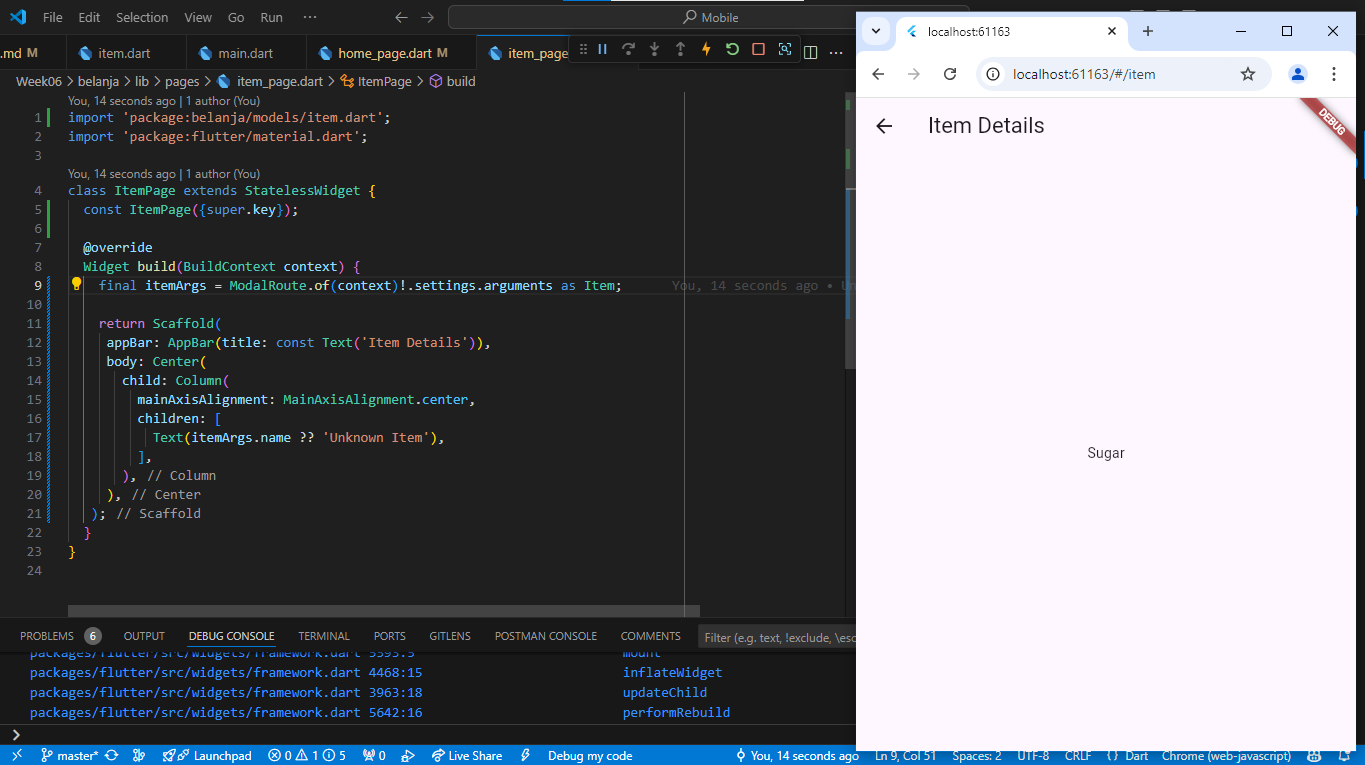 File Edit Selection View Go Run ··· Mobile
.md M item.dart main.dart home_page.dart M item_page
Week06 > belanja > lib > pages > item_page.dart > ItemPage > build
You, 14 seconds ago | 1 author (You)
1 import 'package:belanja/models/item.dart';
2 import 'package:flutter/material.dart';
3
You, 14 seconds ago | 1 author (You)
4 class ItemPage extends StatelessWidget {
5 const ItemPage({super.key});
6
7 @override
8 Widget build(BuildContext context) {
9 final itemArgs = ModalRoute.of(context)!.settings.arguments as Item; You, 14 seconds ago • Un
10
11 return Scaffold(
12 appBar: AppBar(title: const Text('Item Details')),
13 body: Center(
14 child: Column(
15 mainAxisAlignment: MainAxisAlignment.center,
16 children: [
17 Text(itemArgs.name ?? 'Unknown Item'),
18 ],
19 ), // Column
20 ), // Center
21 ); // Scaffold
22 }
23 }
24
PROBLEMS 6 OUTPUT DEBUG CONSOLE TERMINAL PORTS GITLENS POSTMAN CONSOLE COMMENTS Filter (e.g. text, !exclude, \esc
packages/flutter/src/widgets/framework.dart mount
packages/flutter/src/widgets/framework.dart 4468:15 inflateWidget
packages/flutter/src/widgets/framework.dart 3963:18 updateChild
packages/flutter/src/widgets/framework.dart 5642:16 performRebuild
master* Launchpad 0 1 5 0 Live Share Debug my code You, 14 seconds ago Ln 9, Col 51 Spaces: 2 UTF-8 CRLF {} Dart Chrome (web-javascript)
localhost:61163
localhost:61163/#/item
Item Details
DEBUG
Sugar